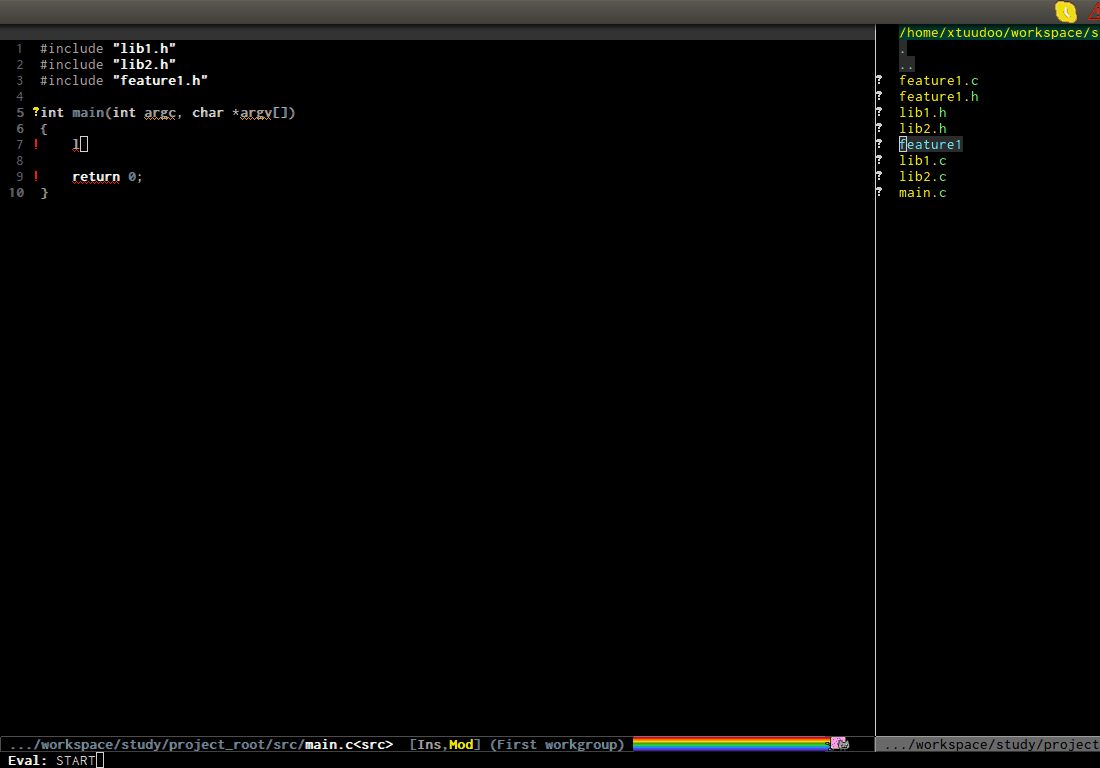 1 #include "lib1.h"
2 #include "lib2.h"
3 #include "feature1.h"
4
5 ?int main(int argc, char *argv[])
6 {
7 ! l
8
9 ! return 0;
10 }
/home/xtuudoo/workspace/s
.
..
? feature1.c
? feature1.h
? lib1.h
? lib2.h
? feature1
? lib1.c
? lib2.c
? main.c
.../workspace/study/project_root/src/main.c<src> [Ins,Mod] (First workgroup)
.../workspace/study/project
Eval: START